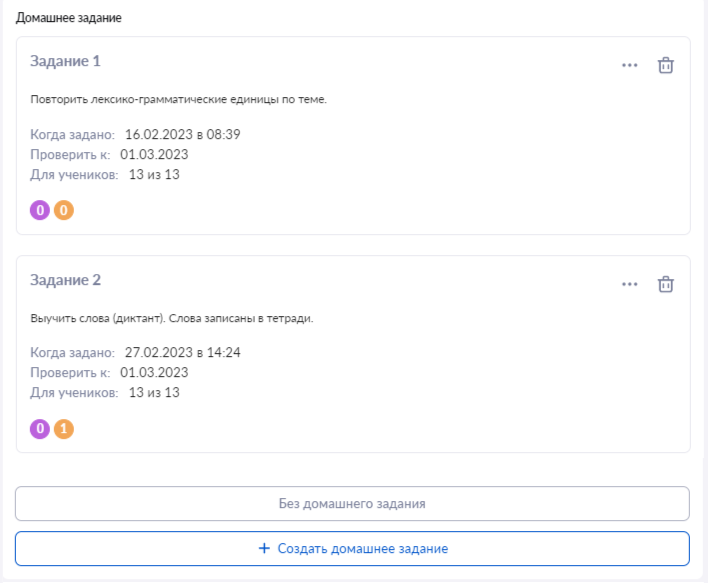 Домашнее задание
Задание 1
Повторить лексико-грамматические единицы по теме.
Когда задано: 16.02.2023 в 08:39
Проверить к: 01.03.2023
Для учеников: 13 из 13
0 0
Задание 2
Выучить слова (диктант). Слова записаны в тетради.
Когда задано: 27.02.2023 в 14:24
Проверить к: 01.03.2023
Для учеников: 13 из 13
0 1
Без домашнего задания
+ Создать домашнее задание